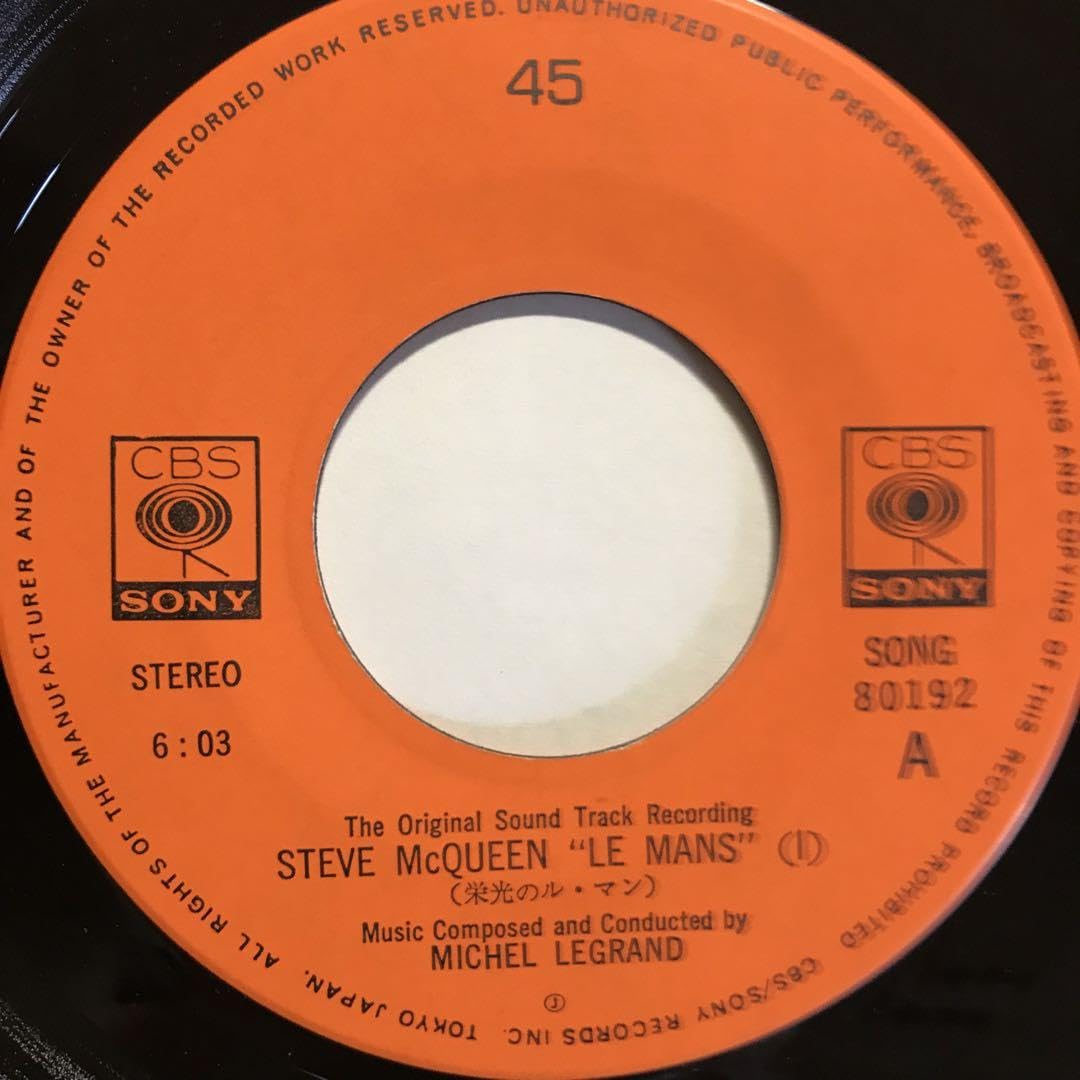 45
CBS
SONY
STEREO
6:03
CBS
SONY
SONG
80192
A
The Original Sound Track Recording
STEVE McQUEEN “LE MANS” (I)
(栄光のル・マン)
Music Composed and Conducted by
MICHEL LEGRAND
Ⓙ
ALL RIGHTS OF THE MANUFACTURER AND OF THE OWNER OF THE RECORDED WORK RESERVED. UNAUTHORIZED PUBLIC PERFORMANCE, BROADCASTING AND COPYING OF THIS RECORD PROHIBITED
CBS/SONY RECORDS INC. TOKYO JAPAN.